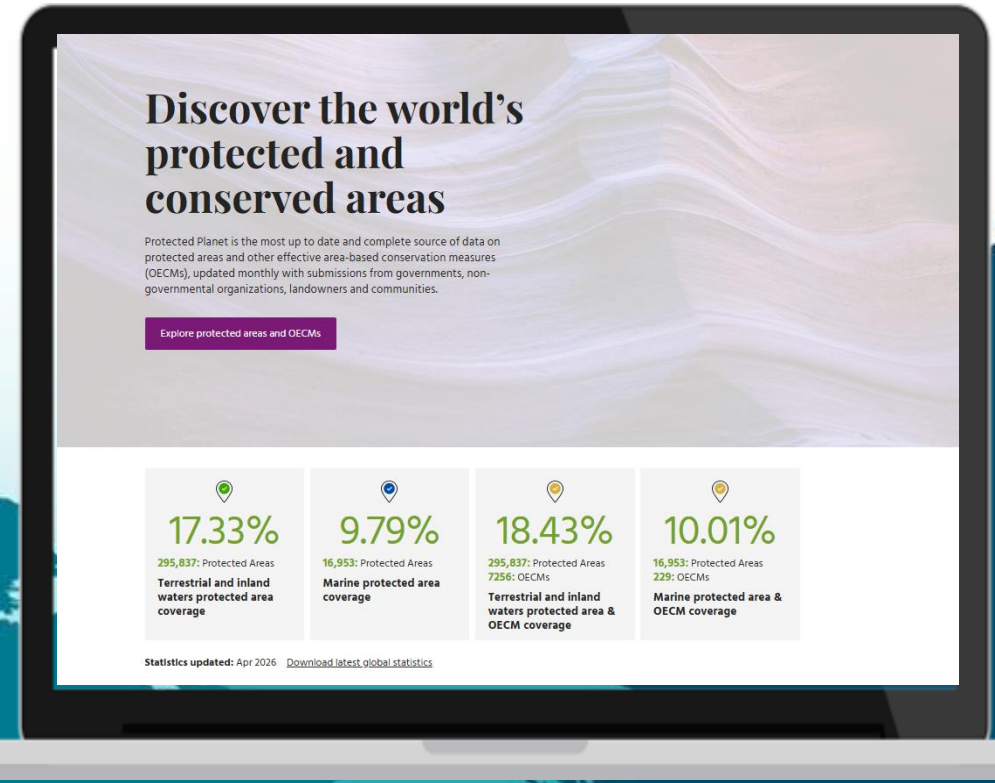 Discover the world's
protected and
conserved areas
Protected Planet is the most up to date and complete source of data on
protected areas and other effective area-based conservation measures
(OECMs), updated monthly with submissions from governments, non-
governmental organizations, landowners and communities.
Explore protected areas and OECMs
17.33%
295,837: Protected Areas
Terrestrial and inland
waters protected area
coverage
9.79%
16,953: Protected Areas
Marine protected area
coverage
18.43%
295,837: Protected Areas
7256: OECMs
Terrestrial and inland
waters protected area &
OECM coverage
10.01%
16,953: Protected Areas
229: OECMs
Marine protected area &
OECM coverage
Statistics updated: Apr 2026 Download latest global statistics